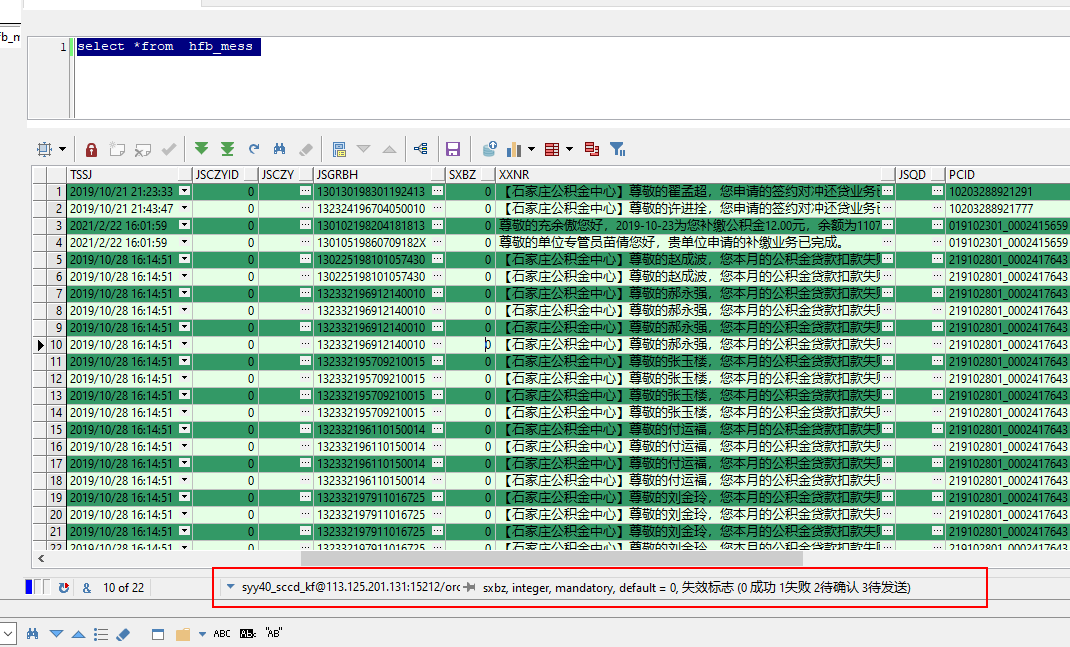 fb_m
1 select *from  hfb_mess
TSSJ JSCZYID JSCZY JSGRBH SXBZ XXNR JSQD PCID
1 2019/10/21 21:23:33 0 130130198301192413 0 【石家庄公积金中心】尊敬的翟孟超，您申请的签约对冲还贷业务已 10203288921291
2 2019/10/21 21:43:47 0 132324196704050010 0 【石家庄公积金中心】尊敬的许进拴，您申请的签约对冲还贷业务已 10203288921777
3 2021/2/22 16:01:59 0 130102198204181813 0 尊敬的充余傲您好，2019-10-23为您补缴公积金12.00元，余额为1107 019102301_0002415659
4 2021/2/22 16:01:59 0 13010519860709182X 0 尊敬的单位专管员苗倩您好，贵单位申请的补缴业务已完成。 019102301_0002415659
5 2019/10/28 16:14:51 0 130225198101057430 0 【石家庄公积金中心】尊敬的赵成波，您本月的公积金贷款扣款失 219102801_0002417643
6 2019/10/28 16:14:51 0 130225198101057430 0 【石家庄公积金中心】尊敬的赵成波，您本月的公积金贷款扣款失 219102801_0002417643
7 2019/10/28 16:14:51 0 132332196912140010 0 【石家庄公积金中心】尊敬的郝永强，您本月的公积金贷款扣款失 219102801_0002417643
8 2019/10/28 16:14:51 0 132332196912140010 0 【石家庄公积金中心】尊敬的郝永强，您本月的公积金贷款扣款失 219102801_0002417643
9 2019/10/28 16:14:51 0 132332196912140010 0 【石家庄公积金中心】尊敬的郝永强，您本月的公积金贷款扣款失 219102801_0002417643
10 2019/10/28 16:14:51 0 132332196912140010 0 【石家庄公积金中心】尊敬的郝永强，您本月的公积金贷款扣款失 219102801_0002417643
11 2019/10/28 16:14:51 0 132332195709210015 0 【石家庄公积金中心】尊敬的张玉楼，您本月的公积金贷款扣款失 219102801_0002417643
12 2019/10/28 16:14:51 0 132332195709210015 0 【石家庄公积金中心】尊敬的张玉楼，您本月的公积金贷款扣款失 219102801_0002417643
13 2019/10/28 16:14:51 0 132332195709210015 0 【石家庄公积金中心】尊敬的张玉楼，您本月的公积金贷款扣款失 219102801_0002417643
14 2019/10/28 16:14:51 0 132332195709210015 0 【石家庄公积金中心】尊敬的张玉楼，您本月的公积金贷款扣款失 219102801_0002417643
15 2019/10/28 16:14:51 0 132332196110150014 0 【石家庄公积金中心】尊敬的付运福，您本月的公积金贷款扣款失 219102801_0002417643
16 2019/10/28 16:14:51 0 132332196110150014 0 【石家庄公积金中心】尊敬的付运福，您本月的公积金贷款扣款失 219102801_0002417643
17 2019/10/28 16:14:51 0 132332196110150014 0 【石家庄公积金中心】尊敬的付运福，您本月的公积金贷款扣款失 219102801_0002417643
18 2019/10/28 16:14:51 0 132332196110150014 0 【石家庄公积金中心】尊敬的付运福，您本月的公积金贷款扣款失 219102801_0002417643
19 2019/10/28 16:14:51 0 132332197911016725 0 【石家庄公积金中心】尊敬的刘金玲，您本月的公积金贷款扣款失 219102801_0002417643
20 2019/10/28 16:14:51 0 132332197911016725 0 【石家庄公积金中心】尊敬的刘金玲，您本月的公积金贷款扣款失 219102801_0002417643
21 2019/10/28 16:14:51 0 132332197911016725 0 【石家庄公积金中心】尊敬的刘金玲，您本月的公积金贷款扣款失 219102801_0002417643
22 2019/10/28 16:14:51 0 132332197911016725 0 【石家庄公积金中心】尊敬的刘金玲，您本月的公积金贷款扣款失 219102801_0002417643
& 10 of 22 syy40_sccd_kf@113.125.201.131:15212/orc sxbz, integer, mandatory, default = 0, 失效标志 (0 成功 1失败 2待确认 3待发送)
ABC AB "AB"